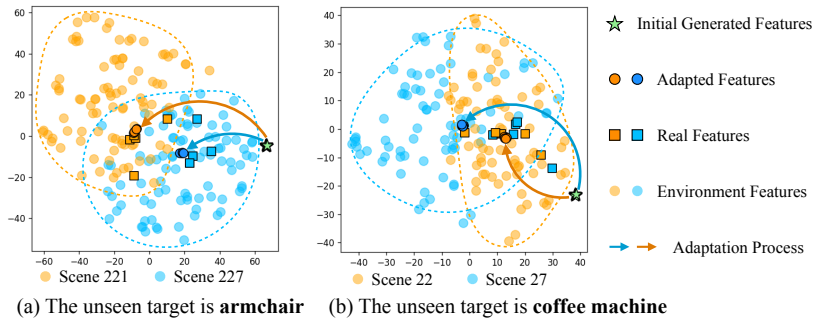 60
40
20
0
−20
−40
−60 −40 −20 0 20 40 60
Scene 221 Scene 227
(a) The unseen target is armchair
40
30
20
10
0
−10
−20
−30
−40
−40 −30 −20 −10 0 10 20 30 40
Scene 22 Scene 27
(b) The unseen target is coffee machine
Initial Generated Features
Adapted Features
Real Features
Environment Features
Adaptation Process